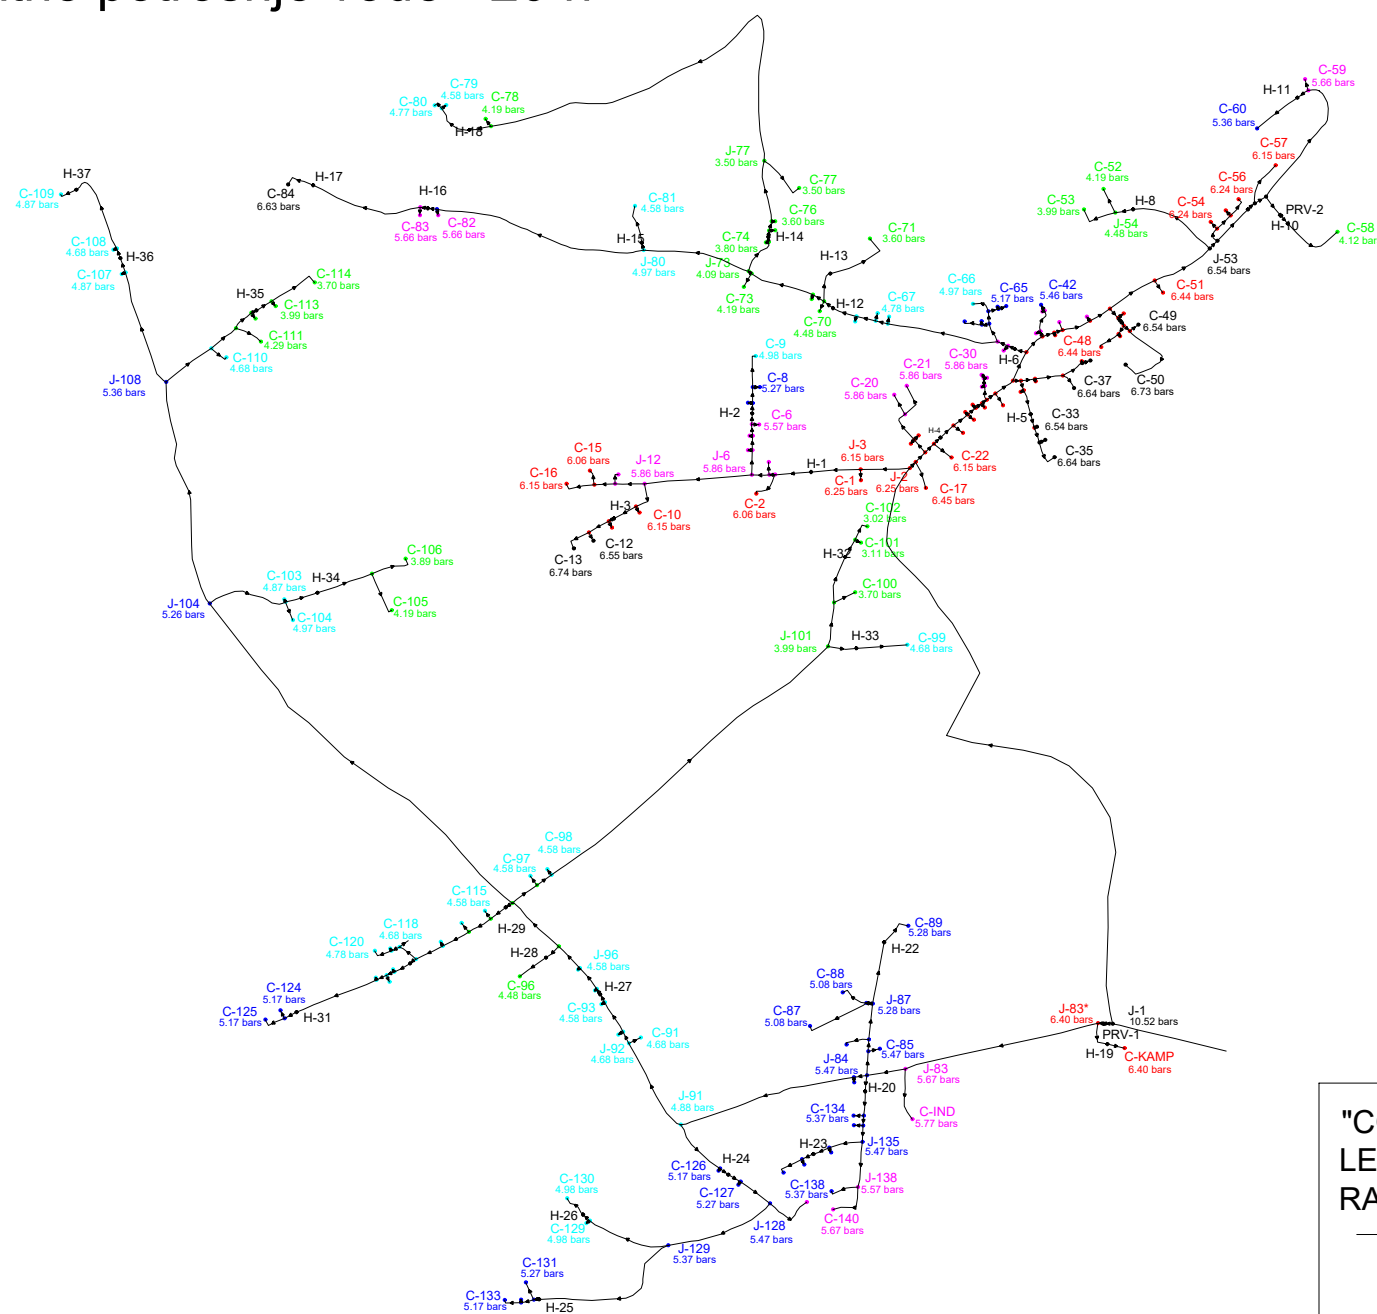 potrošnje vode - 20 h
C-59
5.66 bars
H-11
C-60
5.36 bars
C-57
6.15 bars
C-79
4.58 bars
C-80
4.77 bars
C-78
4.19 bars
H-18
J-77
3.50 bars
C-77
3.50 bars
C-52
4.19 bars
C-53
3.99 bars
H-8
J-54
4.48 bars
C-56
6.24 bars
C-54
6.24 bars
PRV-2
H-10
C-58
4.12 bars
J-53
6.54 bars
H-37
C-109
4.87 bars
H-17
C-84
6.63 bars
H-16
C-83
5.66 bars
C-82
5.66 bars
C-81
4.58 bars
H-15
J-80
4.97 bars
C-76
3.60 bars
H-14
C-74
3.80 bars
J-73
4.09 bars
C-73
4.19 bars
C-71
3.60 bars
H-13
C-108
4.68 bars
H-36
C-107
4.87 bars
C-114
3.70 bars
H-35
C-113
3.99 bars
C-111
4.29 bars
C-110
4.68 bars
H-12
C-70
4.48 bars
C-67
4.78 bars
C-66
4.97 bars
C-65
5.17 bars
C-42
5.46 bars
C-51
6.44 bars
C-49
6.54 bars
C-48
6.44 bars
H-6
C-50
6.73 bars
J-108
5.36 bars
C-9
4.98 bars
C-8
5.27 bars
H-2
C-6
5.57 bars
C-21
5.86 bars
C-20
5.86 bars
C-30
5.86 bars
C-37
6.64 bars
H-5
C-33
6.54 bars
C-35
6.64 bars
H-4
C-22
6.15 bars
C-17
6.45 bars
C-15
6.06 bars
C-16
6.15 bars
J-12
5.86 bars
J-6
5.86 bars
H-1
J-3
6.15 bars
C-1
6.25 bars
J-2
6.25 bars
C-2
6.06 bars
H-3
C-10
6.15 bars
C-12
6.55 bars
C-13
6.74 bars
C-102
3.02 bars
H-32
C-101
3.11 bars
C-100
3.70 bars
C-106
3.89 bars
C-103
4.87 bars
H-34
C-105
4.19 bars
C-104
4.97 bars
J-104
5.26 bars
J-101
3.99 bars
H-33
C-99
4.68 bars
C-98
4.58 bars
C-97
4.58 bars
C-115
4.58 bars
H-29
C-118
4.68 bars
C-120
4.78 bars
H-28
C-96
4.48 bars
J-96
4.58 bars
H-27
C-93
4.58 bars
C-91
4.68 bars
J-92
4.68 bars
C-124
5.17 bars
C-125
5.17 bars
H-31
C-89
5.28 bars
H-22
C-88
5.08 bars
C-87
5.08 bars
J-87
5.28 bars
C-85
5.47 bars
J-84
5.47 bars
H-20
J-83
5.67 bars
J-83*
6.40 bars
J-1
10.52 bars
PRV-1
H-19
C-KAMP
6.40 bars
J-91
4.88 bars
C-134
5.37 bars
C-IND
5.77 bars
H-23
J-135
5.47 bars
H-24
C-126
5.17 bars
C-127
5.27 bars
C-138
5.37 bars
J-138
5.57 bars
C-140
5.67 bars
J-128
5.47 bars
C-130
4.98 bars
H-26
C-129
4.98 bars
J-129
5.37 bars
C-131
5.27 bars
C-133
5.17 bars
H-25
LE
RA